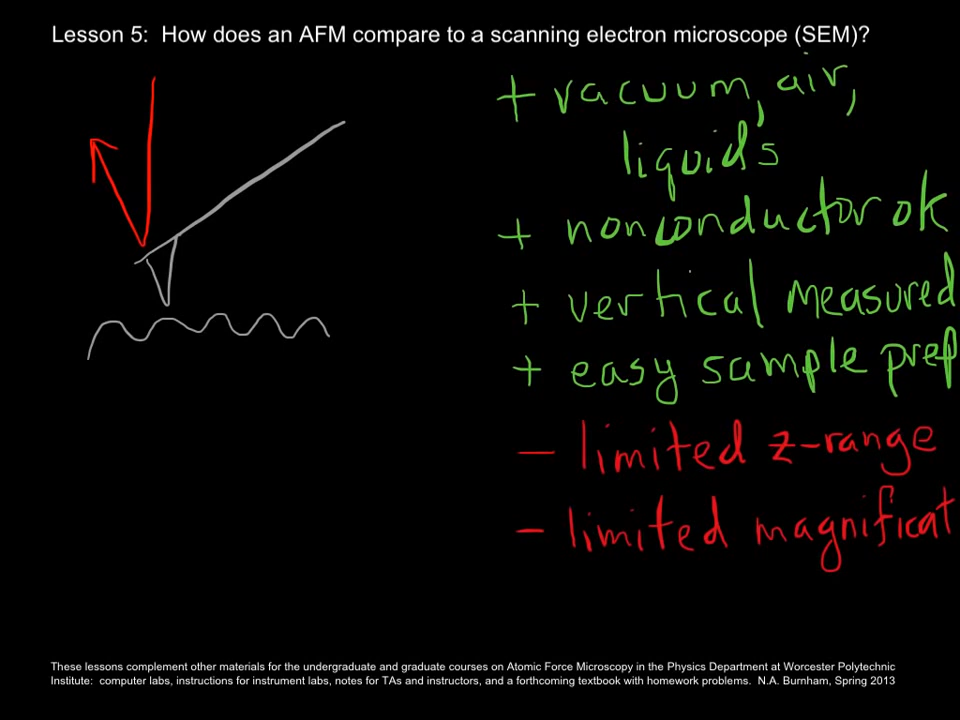 Lesson 5:  How does an AFM compare to a scanning electron microscope (SEM)?
+ vacuum, air,
liquids
+ nonconductor ok
+ vertical measured
+ easy sample prep
- limited z-range
- limited magnificat
These lessons complement other materials for the undergraduate and graduate courses on Atomic Force Microscopy in the Physics Department at Worcester Polytechnic
Institute:  computer labs, instructions for instrument labs, notes for TAs and instructors, and a forthcoming textbook with homework problems.  N.A. Burnham, Spring 2013